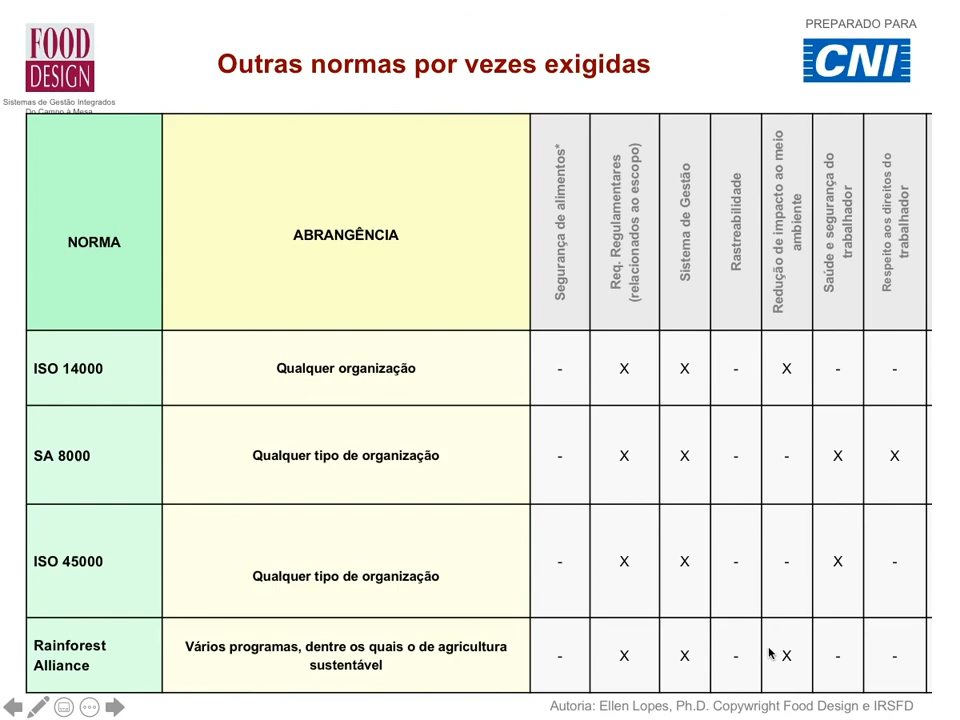 FOOD
DESIGN
Sistemas de Gestão Integrados
Do Campo à Mesa
Outras normas por vezes exigidas
PREPARADO PARA
CNI
NORMA
ABRANGÊNCIA
Segurança de alimentos*
Req. Regulamentares
(relacionados ao escopo)
Sistema de Gestão
Rastreabilidade
Redução de impacto ao meio
ambiente
Saúde e segurança do
trabalhador
Respeito aos direitos do
trabalhador
ISO 14000 Qualquer organização - X X - X - -
SA 8000 Qualquer tipo de organização - X X - - X X
ISO 45000 Qualquer tipo de organização - X X - - X -
Rainforest
Alliance
Vários programas, dentre os quais o de agricultura
sustentável
- X X - X - -
Autoria: Ellen Lopes, Ph.D. Copywright Food Design e IRSFD